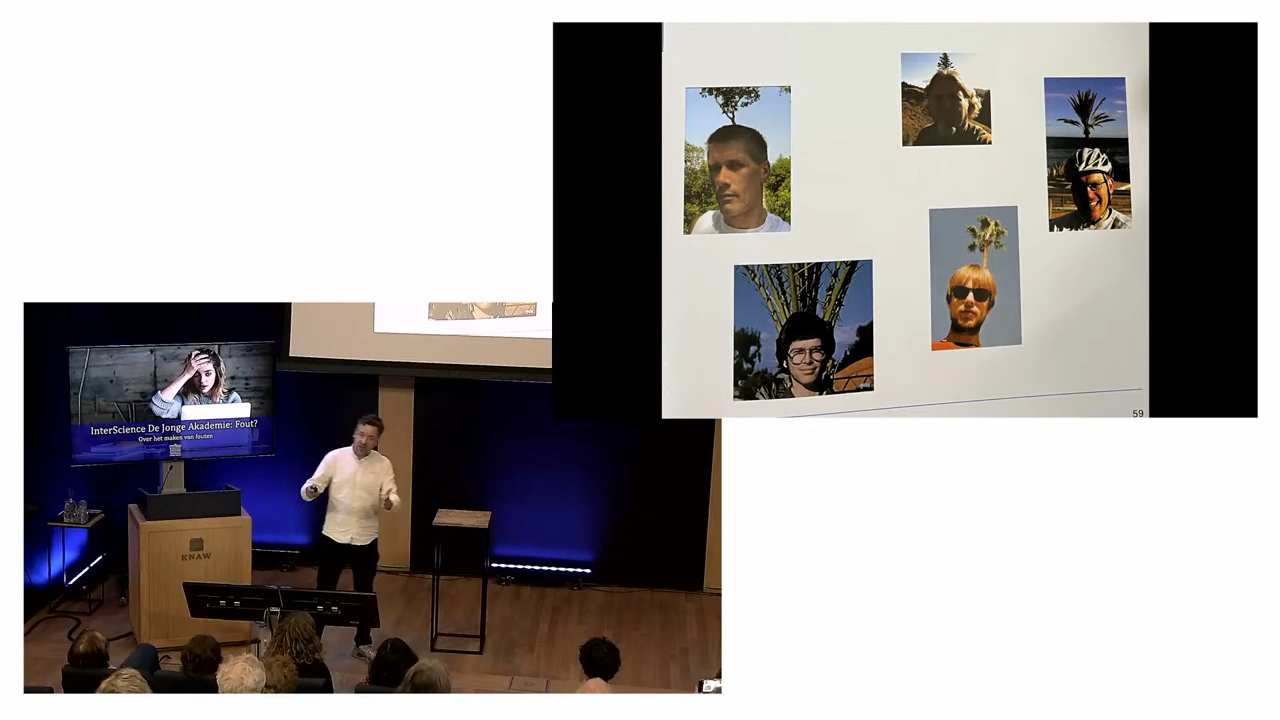 59
InterScience De Jonge Akademie: Fout?
Over het maken van fouten
KNAW